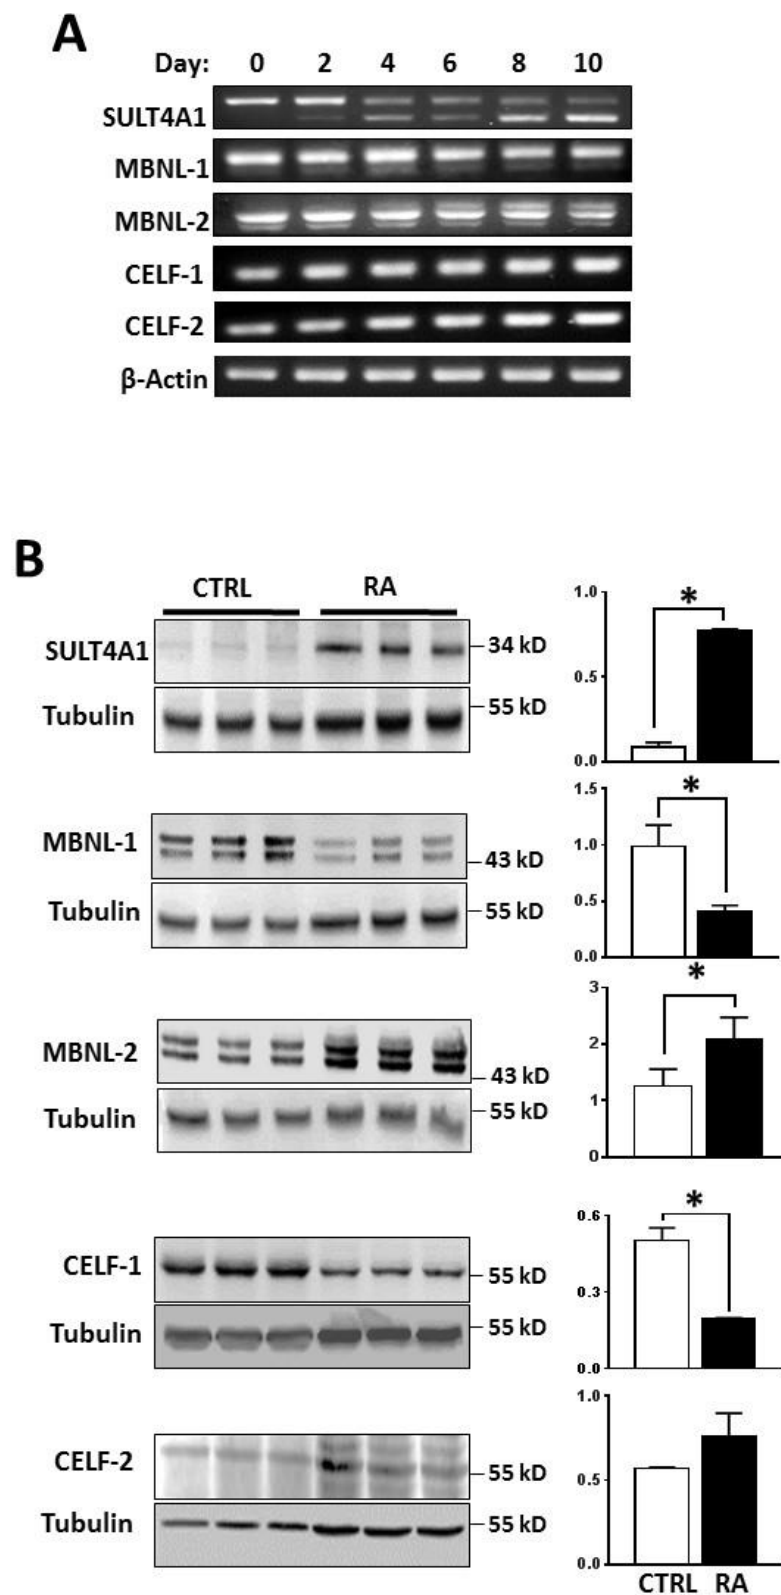 A
Day: 0 2 4 6 8 10
SULT4A1
MBNL-1
MBNL-2
CELF-1
CELF-2
β-Actin
B
CTRL RA
SULT4A1 34 kD
Tubulin 55 kD
1.0
*
0.5
0.0
MBNL-1 43 kD
Tubulin 55 kD
1.5
*
1.0
0.5
0.0
MBNL-2 43 kD
Tubulin 55 kD
3
*
2
1
0
CELF-1 55 kD
Tubulin 55 kD
0.6
*
0.3
0.0
CELF-2 55 kD
Tubulin 55 kD
1.0
0.5
0.0
CTRL RA